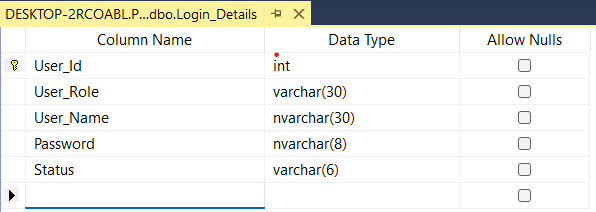 DESKTOP-2RCOABL.P...dbo.Login_Details
Column Name Data Type Allow Nulls
User_Id int
User_Role varchar(30)
User_Name nvarchar(30)
Password nvarchar(8)
Status varchar(6)